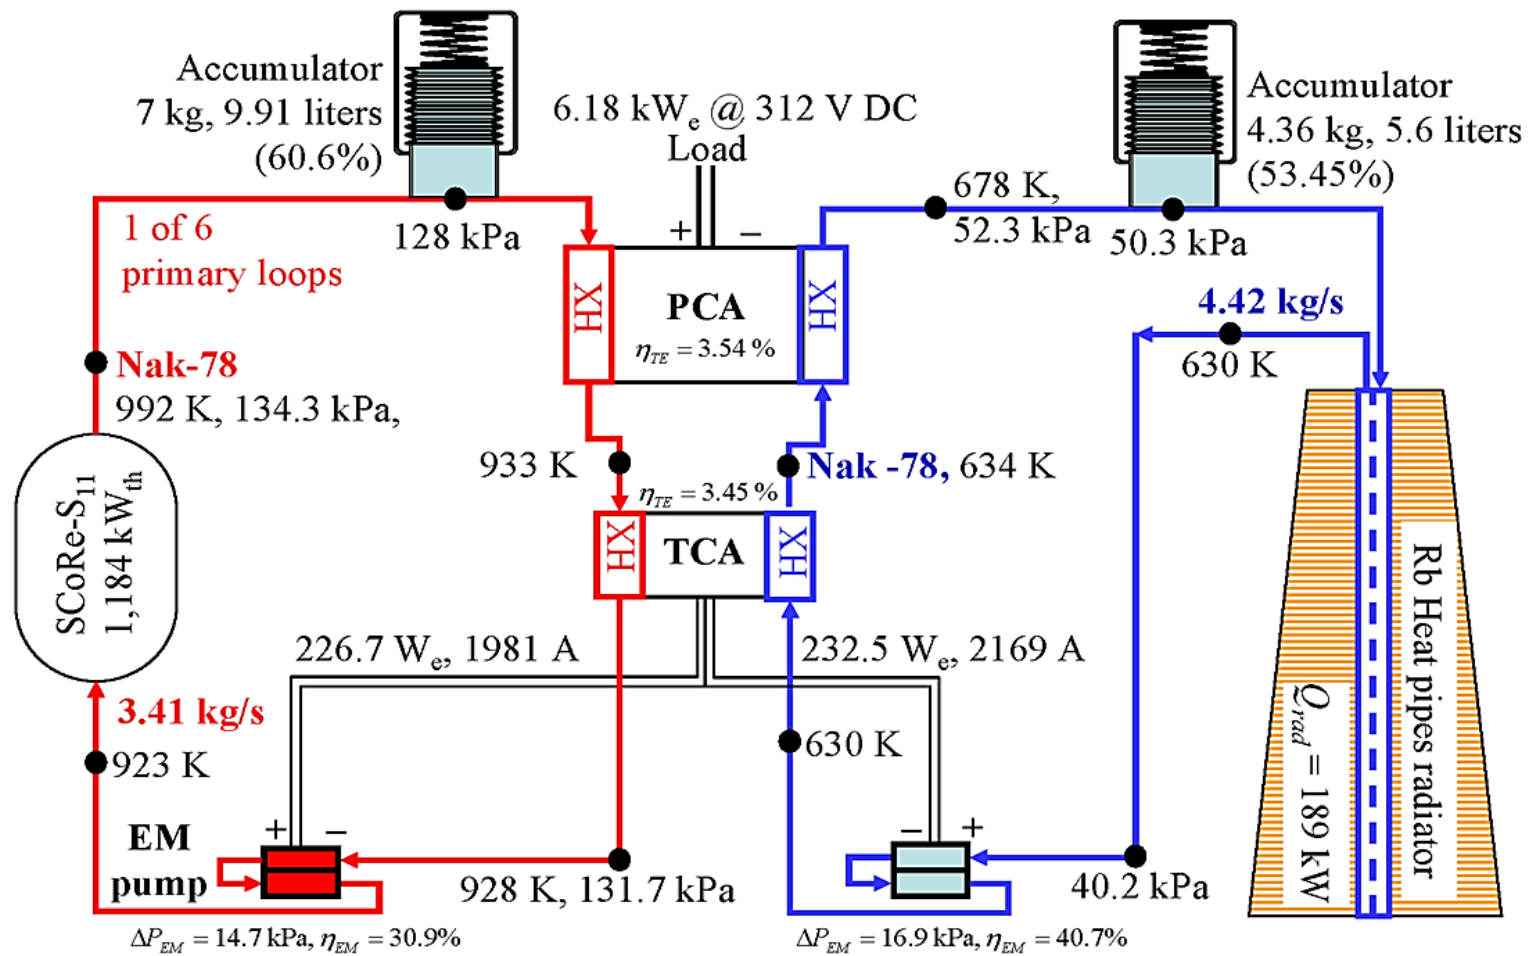 Accumulator
7 kg, 9.91 liters
(60.6%)
6.18 kWe @ 312 V DC
Load
+ −
Accumulator
4.36 kg, 5.6 liters
(53.45%)
1 of 6
primary loops
128 kPa
678 K,
52.3 kPa
50.3 kPa
HX
PCA
ηTE = 3.54 %
HX
4.42 kg/s
630 K
Nak-78
992 K, 134.3 kPa,
933 K
Nak -78, 634 K
ηTE = 3.45 %
SCoRe-S11
1,184 kWth
HX
TCA
HX
226.7 We, 1981 A
232.5 We, 2169 A
3.41 kg/s
923 K
630 K
Rb Heat pipes radiator
Qrad = 189 kW
EM
pump
+ −
− +
928 K, 131.7 kPa
40.2 kPa
ΔPEM = 14.7 kPa, ηEM = 30.9%
ΔPEM = 16.9 kPa, ηEM = 40.7%